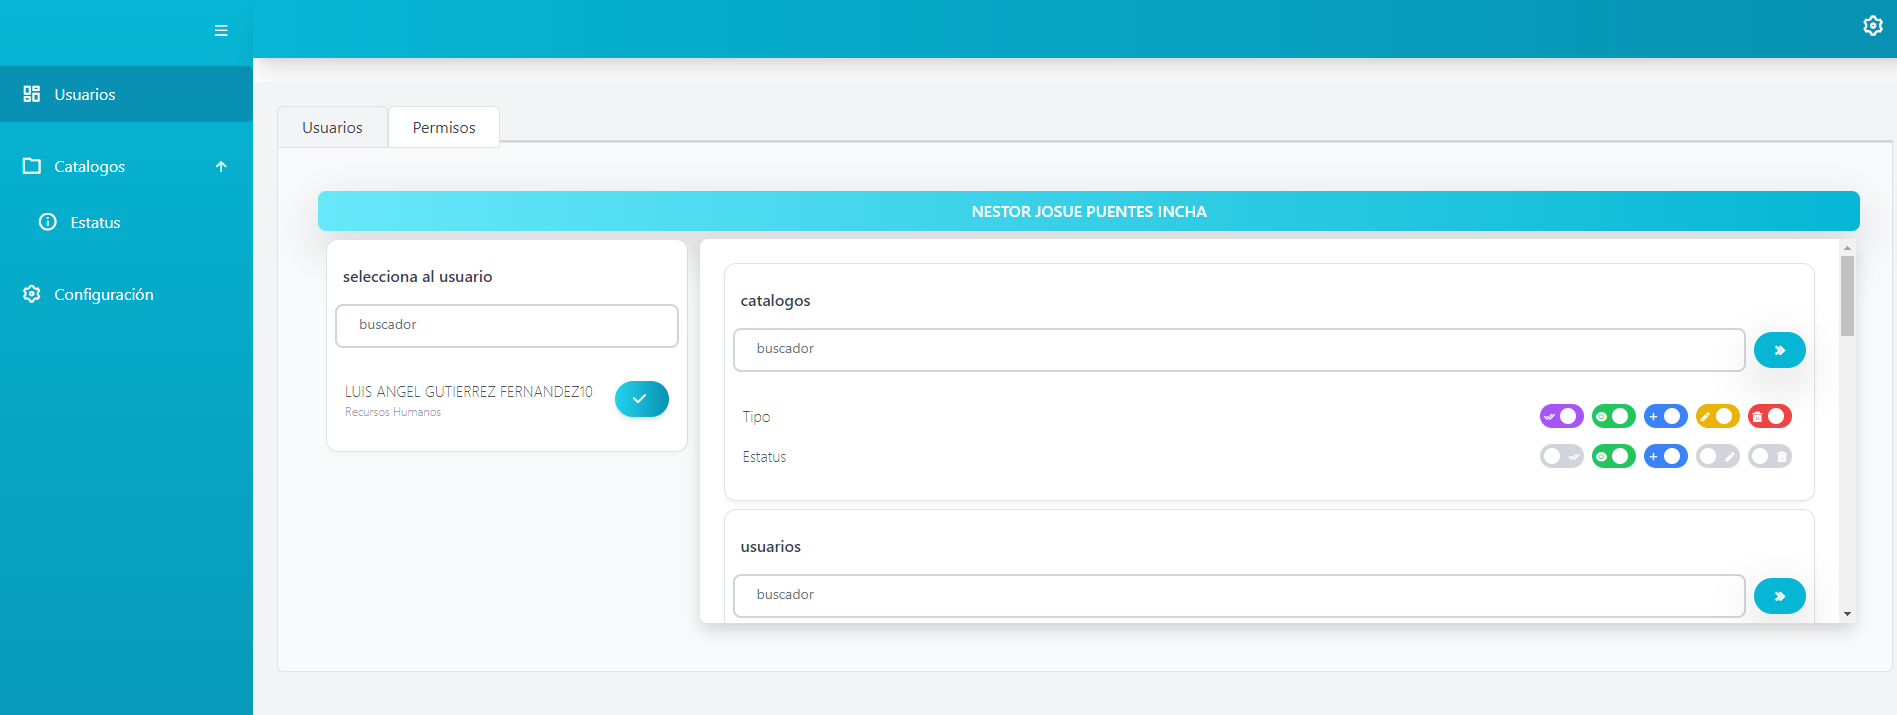 Usuarios
Catalogos
Estatus
Configuración
Usuarios
Permisos
NESTOR JOSUE PUENTES INCHA
selecciona al usuario
buscador
LUIS ANGEL GUTIERREZ FERNANDEZ10
Recursos Humanos
catalogos
buscador
Tipo
Estatus
usuarios
buscador